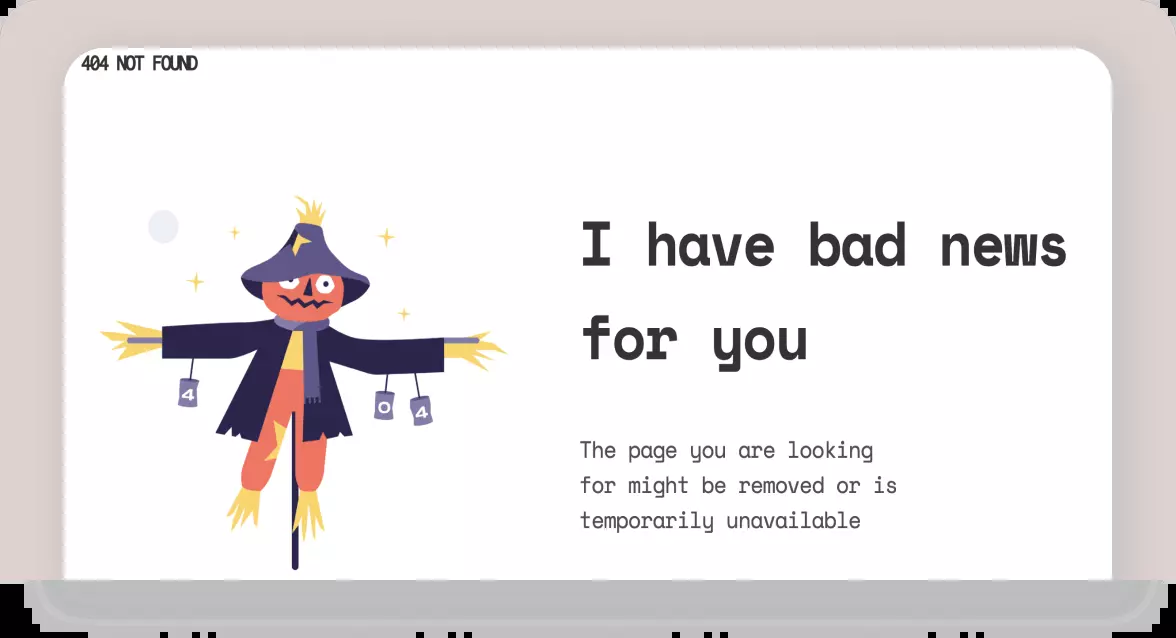 404 NOT FOUND
I have bad news
for you
4
0
4
The page you are looking
for might be removed or is
temporarily unavailable